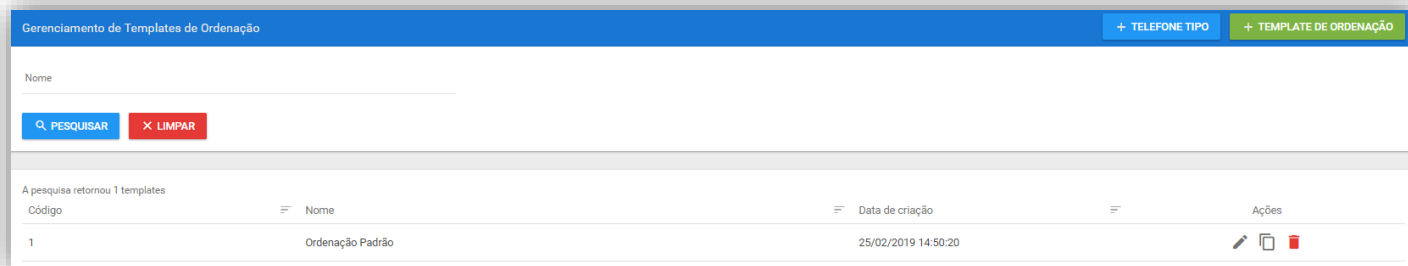 Gerenciamento de Templates de Ordenação
+ TELEFONE TIPO
+ TEMPLATE DE ORDENAÇÃO
Nome
PESQUISAR
LIMPAR
A pesquisa retornou 1 templates
Código Nome Data de criação Ações
1 Ordenação Padrão 25/02/2019 14:50:20